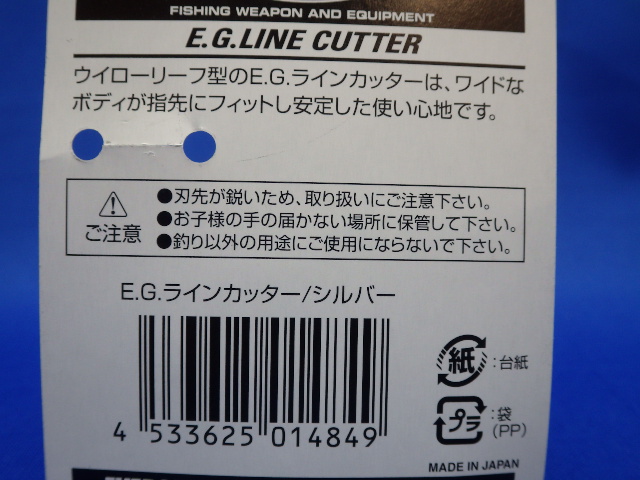 FISHING WEAPON AND EQUIPMENT
E.G.LINE CUTTER
ウイローリーフ型のE.G.ラインカッターは、ワイドな
ボディが指先にフィットし安定した使い心地です。
ご注意
●刃先が鋭いため、取り扱いにご注意下さい。
●お子様の手の届かない場所に保管して下さい。
●釣り以外の用途にご使用にならないで下さい。
E.G.ラインカッター/シルバー
4 533625 014849
紙 :台紙
プラ :袋
(PP)
MADE IN JAPAN